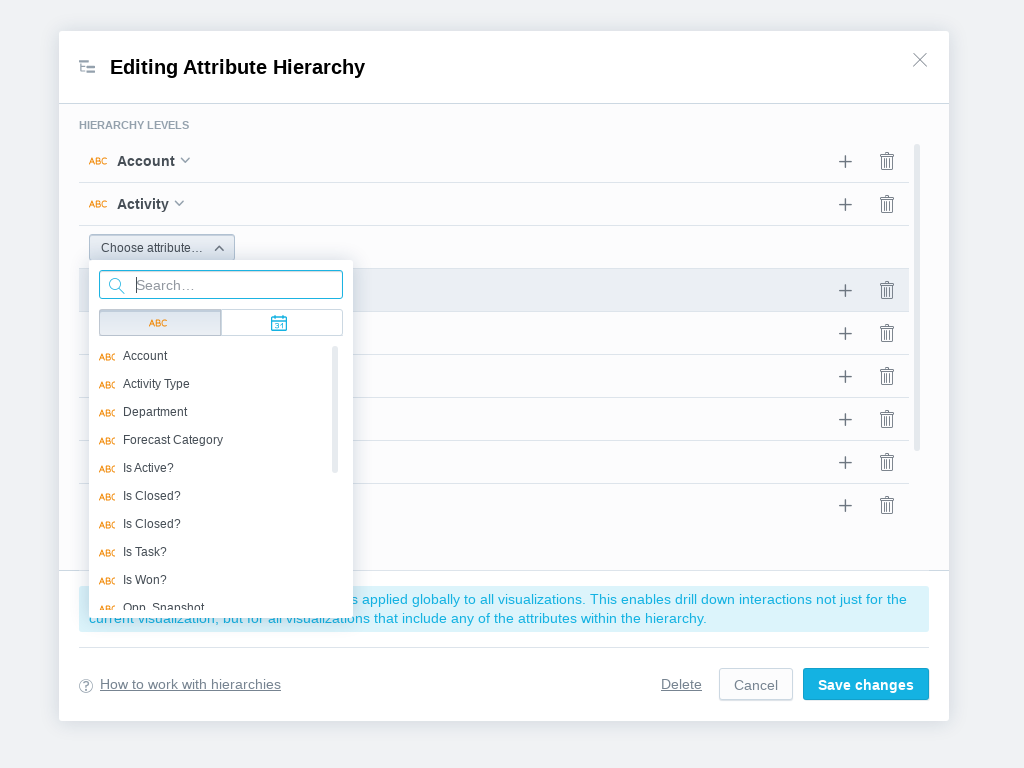 Editing Attribute Hierarchy
HIERARCHY LEVELS
ABC Account
ABC Activity
Choose attribute…
Search…
ABC
31
ABC Account
ABC Activity Type
ABC Department
ABC Forecast Category
ABC Is Active?
ABC Is Closed?
ABC Is Closed?
ABC Is Task?
ABC Is Won?
ABC Opp. Snapshot
s applied globally to all visualizations. This enables drill down interactions not just for the
current visualization, but for all visualizations that include any of the attributes within the hierarchy.
? How to work with hierarchies
Delete
Cancel
Save changes